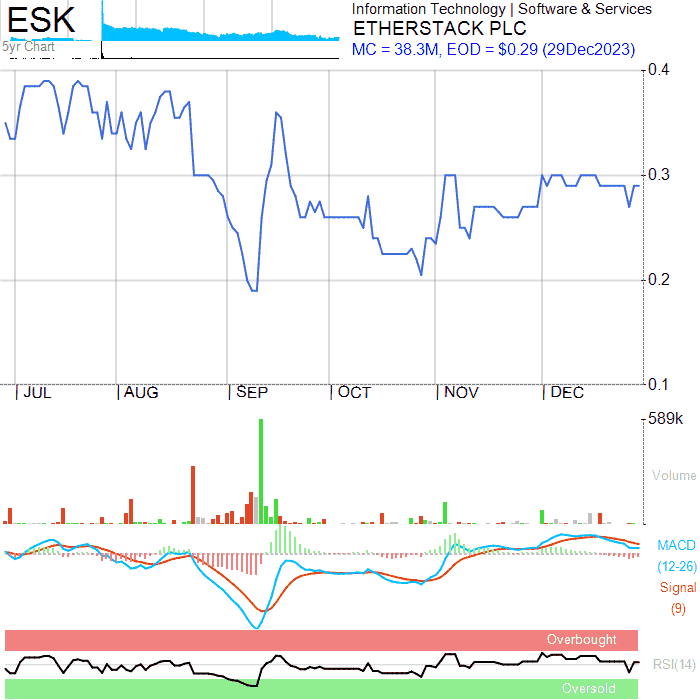 ESK
5yr Chart
Information Technology | Software & Services
ETHERSTACK PLC
MC = 38.3M, EOD = $0.29 (29Dec2023)
0.4
0.3
0.2
0.1
JUL AUG SEP OCT NOV DEC
589k
Volume
MACD
(12-26)
Signal
(9)
Overbought
RSI(14)
Oversold